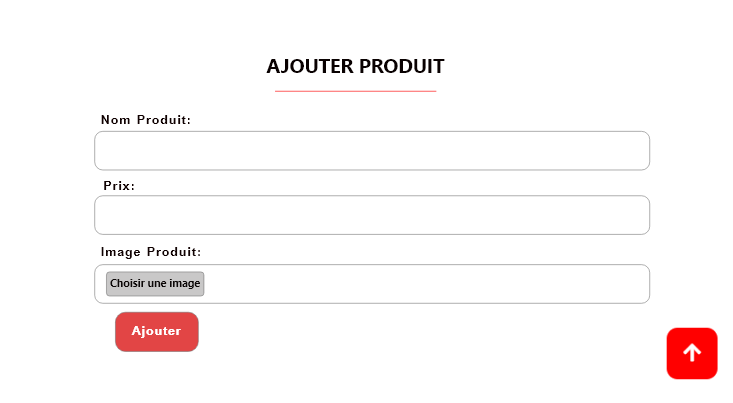 AJOUTER PRODUIT
Nom Produit:
Prix:
Image Produit:
Choisir une image
Ajouter